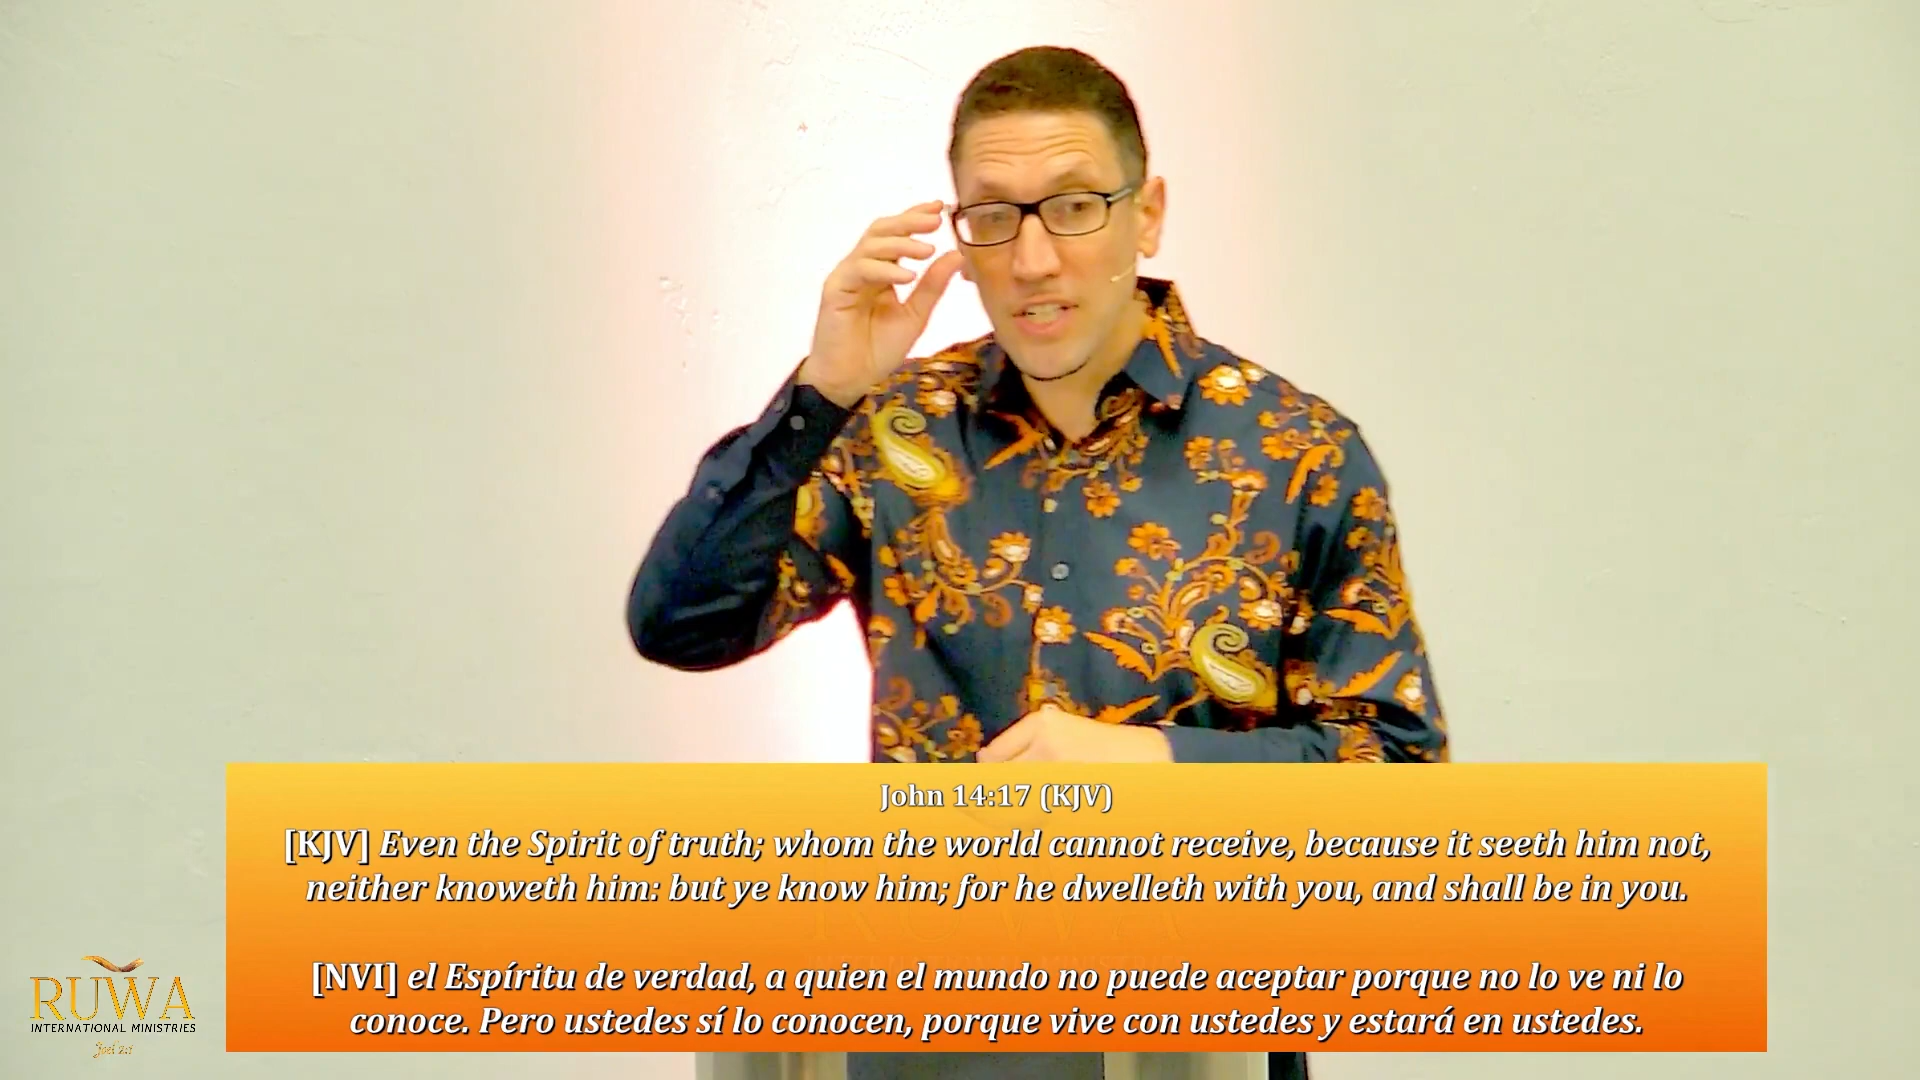 John 14:17 (KJV)
[KJV] Even the Spirit of truth; whom the world cannot receive, because it seeth him not,
neither knoweth him: but ye know him; for he dwelleth with you, and shall be in you.
[NVI] el Espíritu de verdad, a quien el mundo no puede aceptar porque no lo ve ni lo
conoce. Pero ustedes sí lo conocen, porque vive con ustedes y estará en ustedes.
RUWA
INTERNATIONAL MINISTRIES